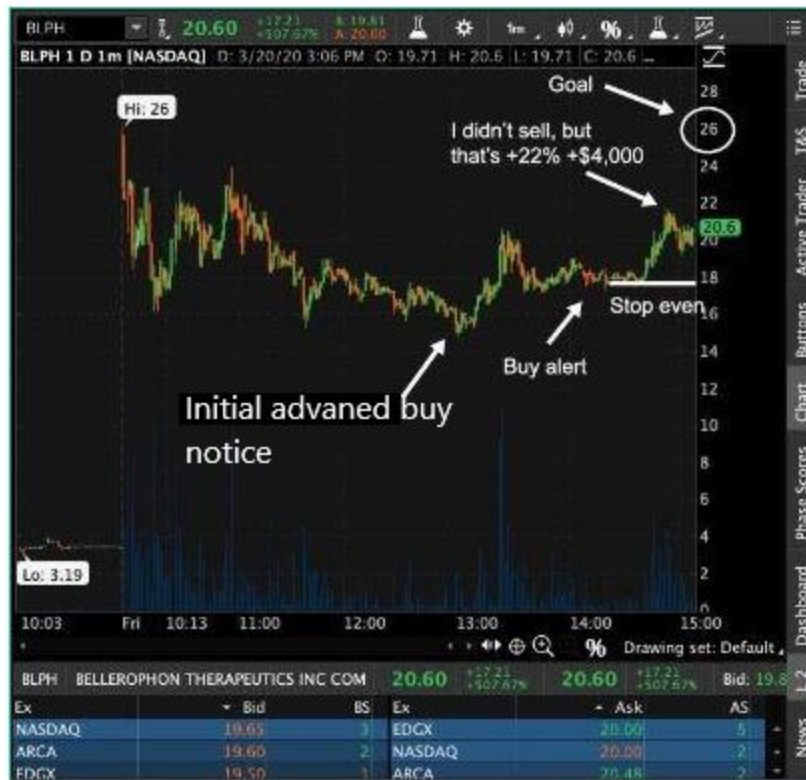 BLPH 20.60 +17.21 +507.67% B: 19.81 A: 20.00 1m %
BLPH 1 D 1m [NASDAQ] D: 3/20/20 3:06 PM O: 19.71 H: 20.6 L: 19.71 C: 20.6 ...
Goal
28
Hi: 26
26
I didn't sell, but
that's +22% +$4,000
24
22
20.6
20
18
Stop even
16
Buy alert
14
12
Initial advaned buy
notice
10
8
6
4
Lo: 3.19
2
0
10:03 Fri 10:13 11:00 12:00 13:00 14:00 15:00
% Drawing set: Default
BLPH BELLEROPHON THERAPEUTICS INC COM 20.60 +17.21 +507.67% 20.60 +17.21 +507.67% Bid: 19.8
Ex Bid BS Ex Ask AS
NASDAQ 19.65 3 EDGX 20.00 5
ARCA 19.60 2 NASDAQ 20.00 2
EDGX 19.50 1 ARCA 20.48 2
Trade
T&S
Active Trader
Buttons
Chart
Phase Scores
Dashboard
L2
News